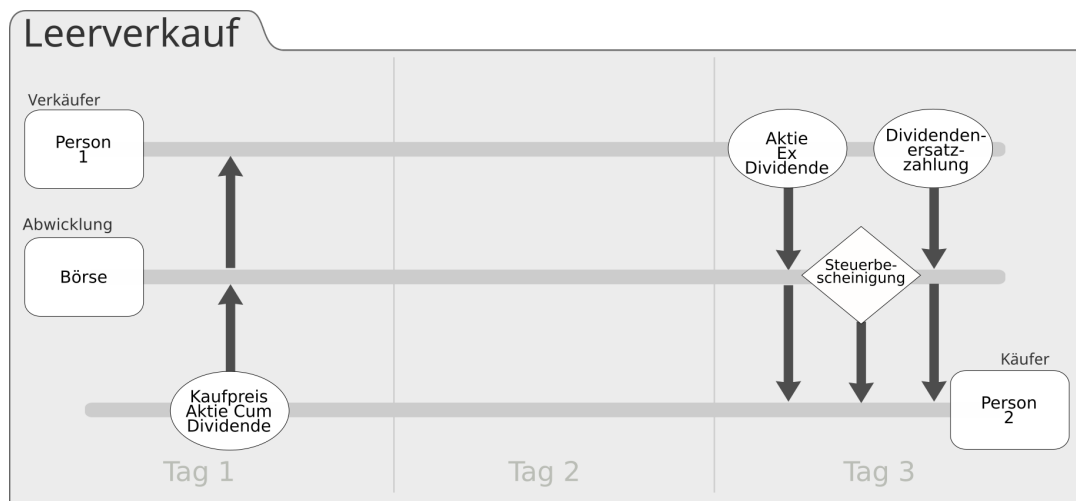 Leerverkauf
Verkäufer
Person
1
Aktie
Ex
Dividende
Dividenden-
ersatz-
zahlung
Abwicklung
Börse
Steuerbe-
scheinigung
Käufer
Person
2
Kaufpreis
Aktie Cum
Dividende
Tag 1
Tag 2
Tag 3